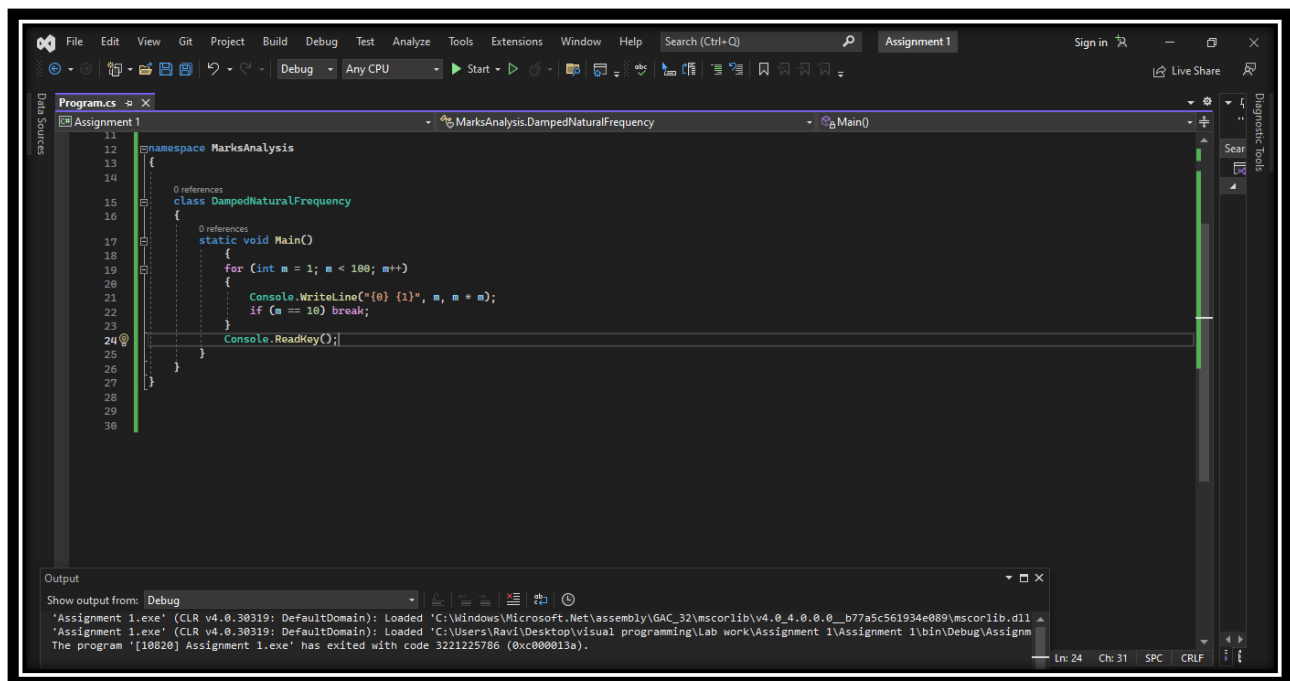 File Edit View Git Project Build Debug Test Analyze Tools Extensions Window Help Search (Ctrl+Q) Assignment 1 Sign in
Debug Any CPU Start Live Share
Data Sources
Program.cs
Assignment 1 MarksAnalysis.DampedNaturalFrequency Main()
11
12 namespace MarksAnalysis
13 {
14
0 references
15 class DampedNaturalFrequency
16 {
0 references
17 static void Main()
18 {
19 for (int m = 1; m < 100; m++)
20 {
21 Console.WriteLine("{0} {1}", m, m * m);
22 if (m == 10) break;
23 }
24 Console.ReadKey();
25 }
26 }
27 }
28
29
30
Diagnostic Tools
Sear
Output
Show output from: Debug
'Assignment 1.exe' (CLR v4.0.30319: DefaultDomain): Loaded 'C:\Windows\Microsoft.Net\assembly\GAC_32\mscorlib\v4.0_4.0.0.0__b77a5c561934e089\mscorlib.dll
'Assignment 1.exe' (CLR v4.0.30319: DefaultDomain): Loaded 'C:\Users\Ravi\Desktop\visual programming\Lab work\Assignment 1\Assignment 1\bin\Debug\Assignm
The program '[10820] Assignment 1.exe' has exited with code 3221225786 (0xc000013a).
Ln: 24 Ch: 31 SPC CRLF